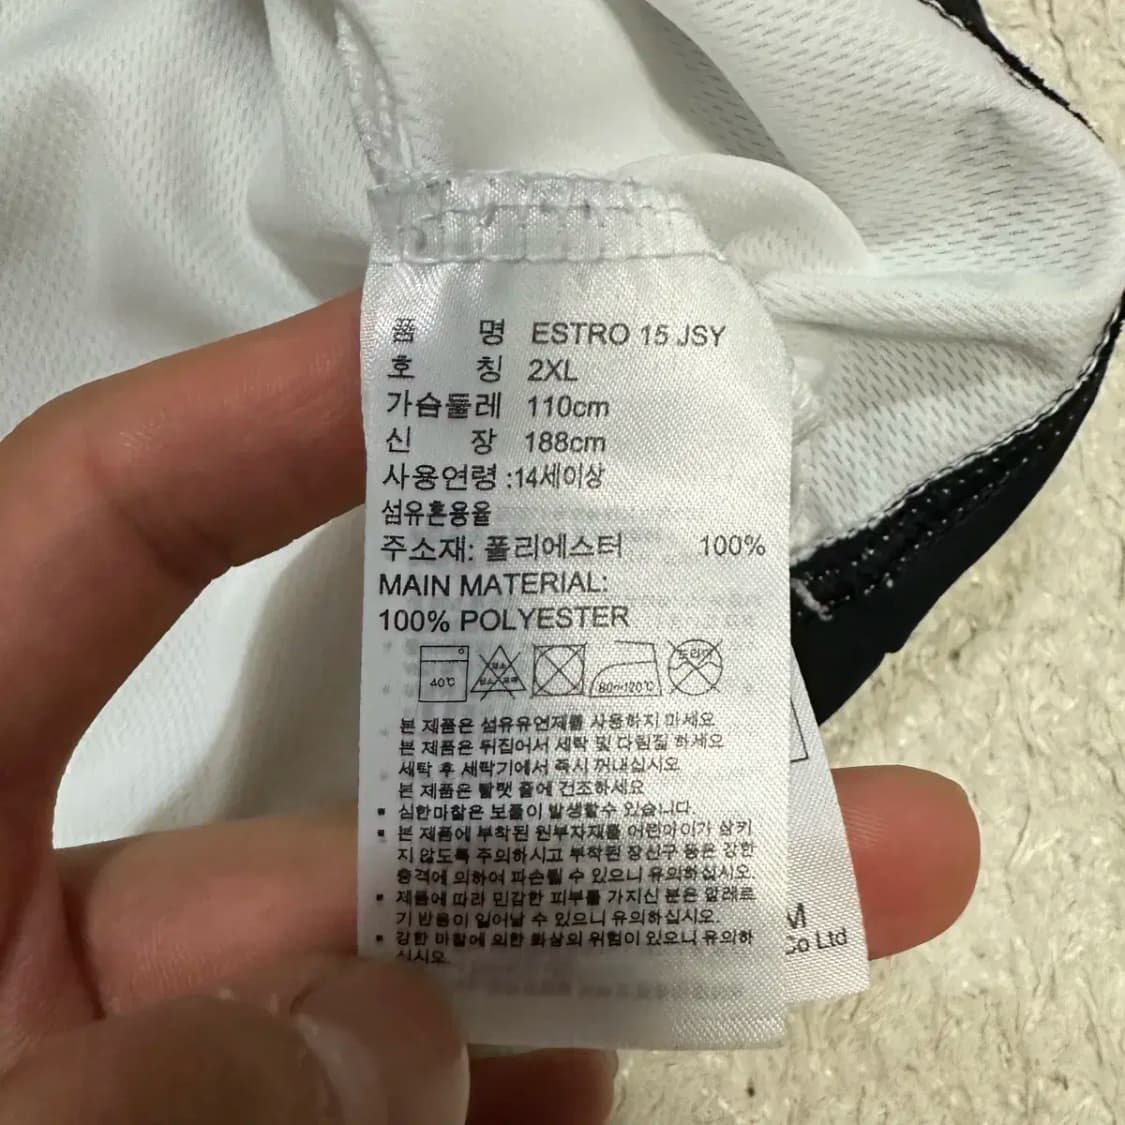 품 명 ESTRO 15 JSY
호 칭 2XL
가슴둘레 110cm
신 장 188cm
사용연령 :14세이상
섬유혼용율
주소재: 폴리에스터 100%
MAIN MATERIAL:
100% POLYESTER
40℃
80~120℃
드라이
본 제품은 섬유유연제를 사용하지 마세요
본 제품은 뒤집어서 세탁 및 다림질 하세요
세탁 후 세탁기에서 즉시 꺼내십시오
본 제품은 빨랫 줄에 건조하세요
▪ 심한마찰은 보풀이 발생할수 있습니다
▪ 본 제품에 부착된 원부자재를 어린아이가 삼키
지 않도록 주의하시고 부착된 장신구 등은 강한
충격에 의하여 파손될 수 있으니 유의하십시오.
▪ 제품에 따라 민감한 피부를 가지신 분은 알래르
기 반응이 일어날 수 있으니 유의하십시오.
▪ 강한 마찰에 의한 화상의 위험이 있으니 유의하
십시오.
M
Co Ltd